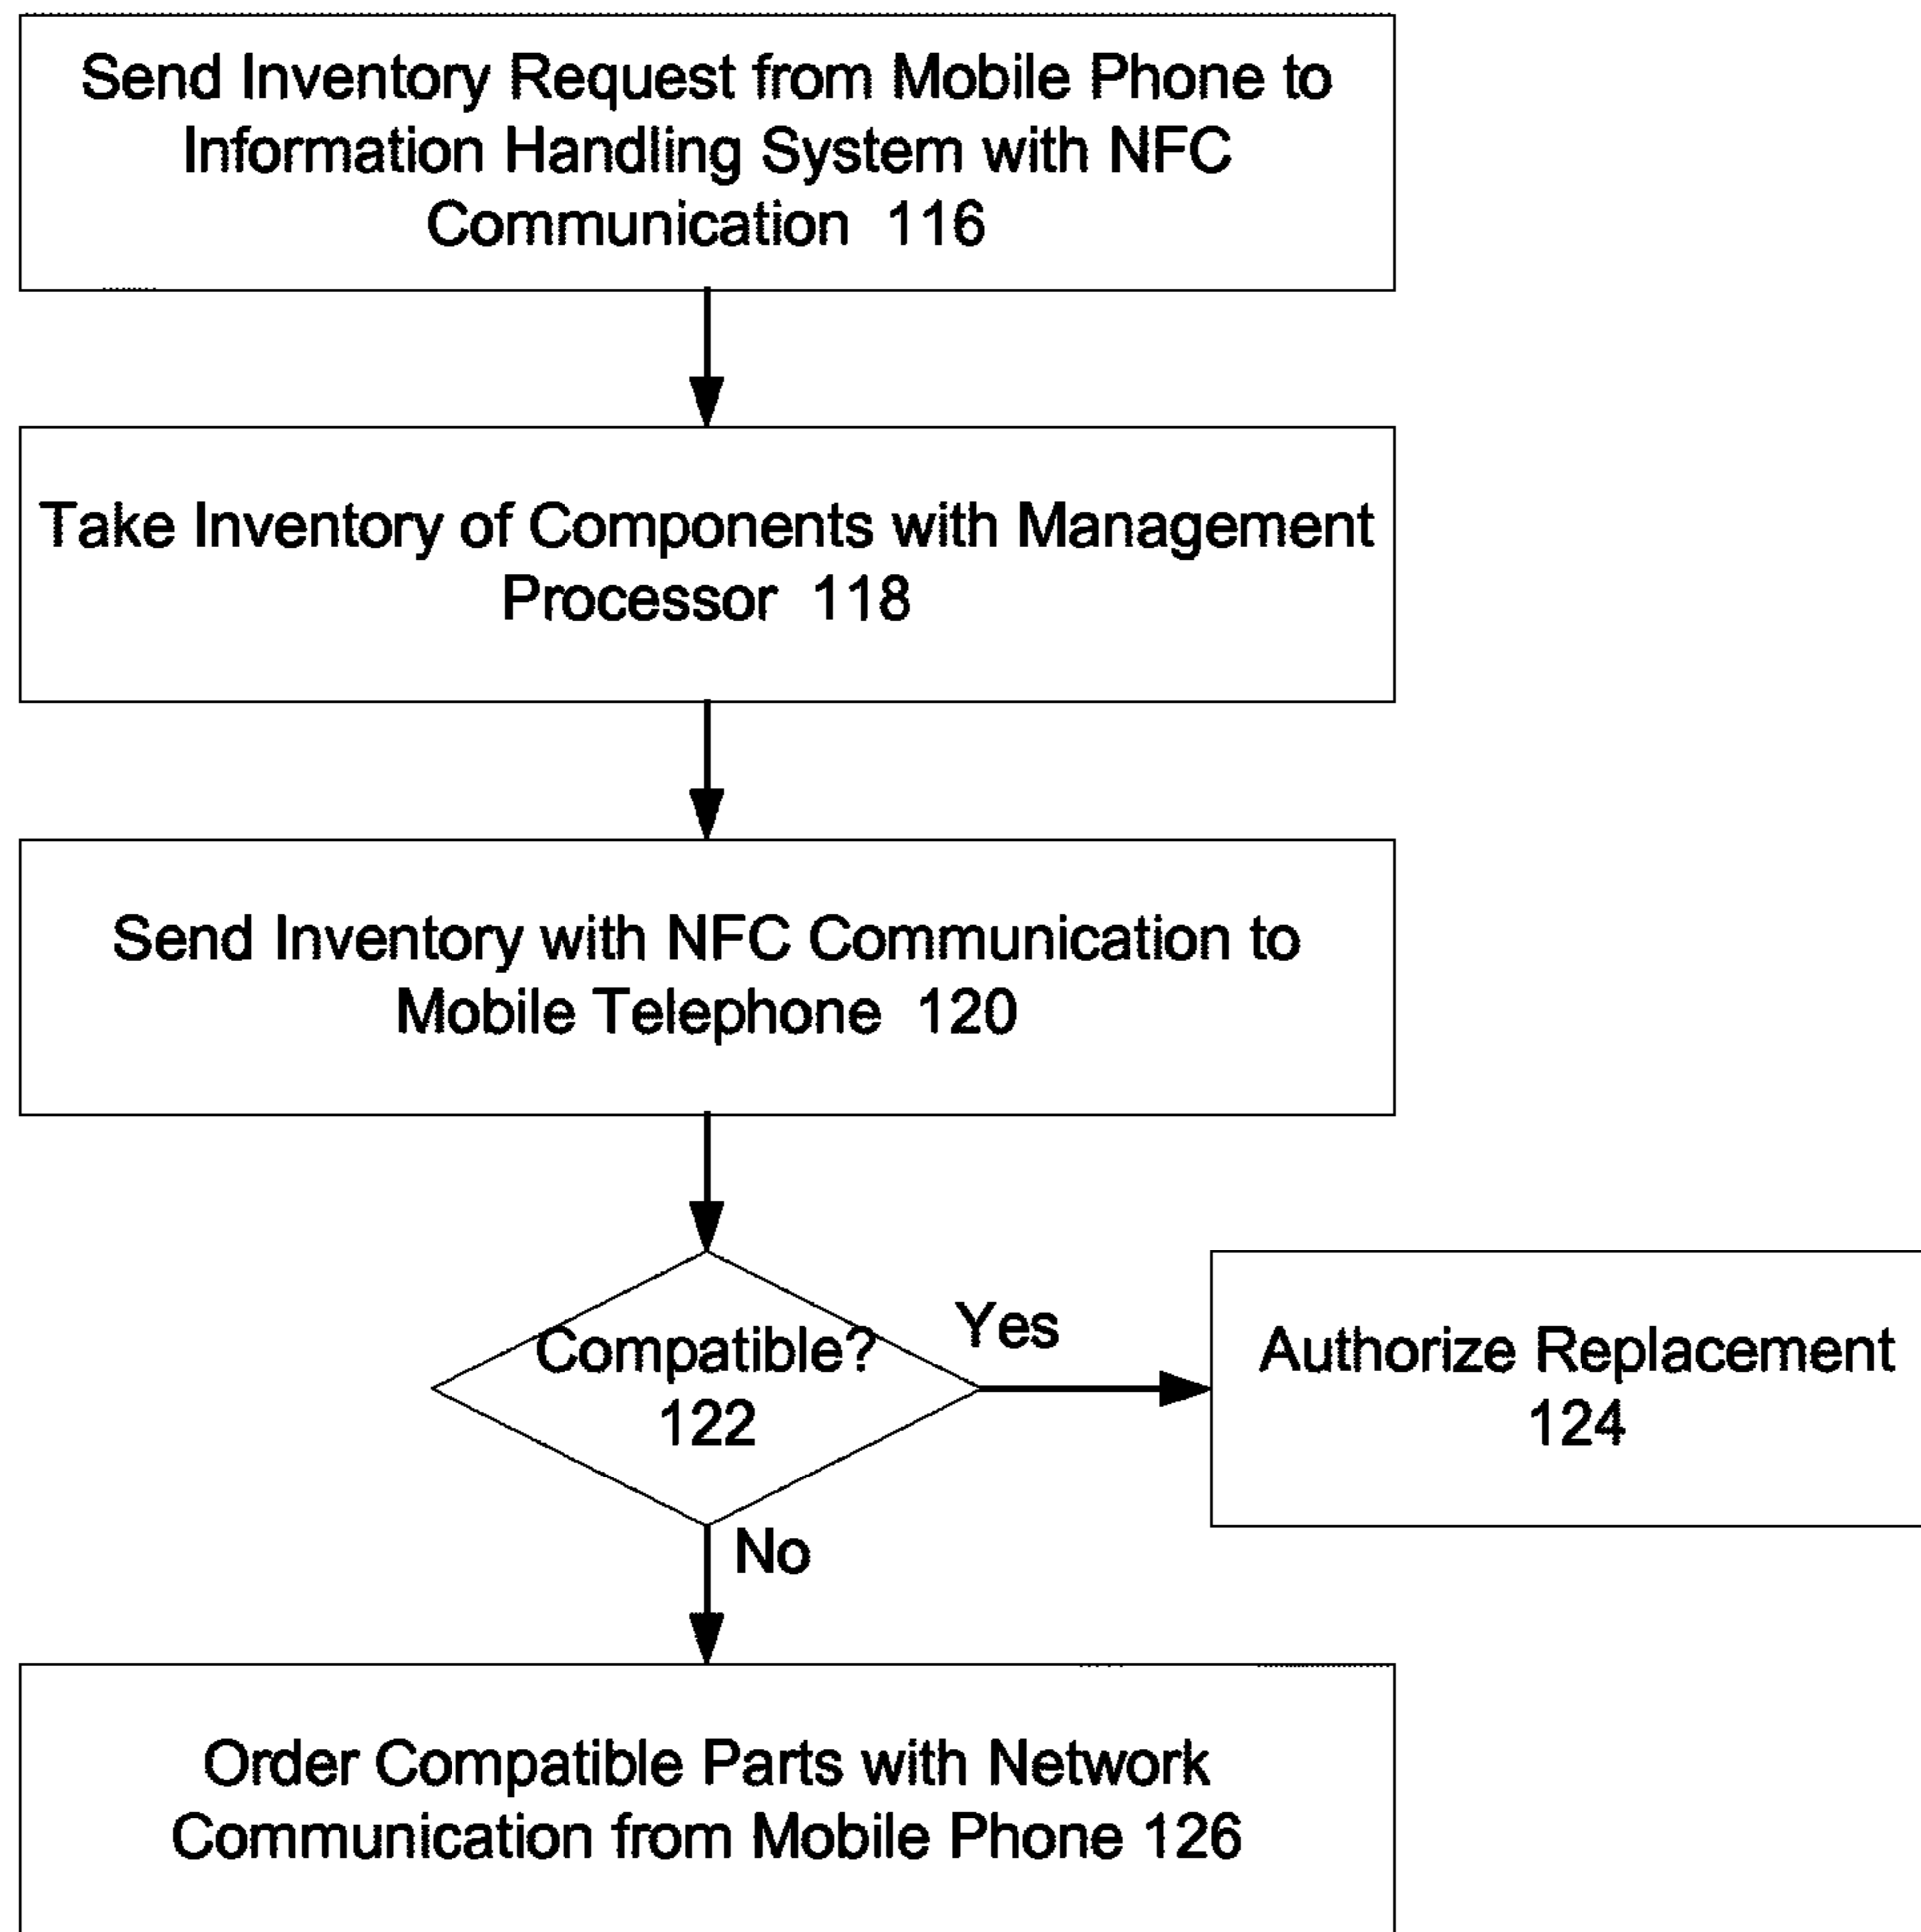 Send Inventory Request from Mobile Phone to
Information Handling System with NFC
Communication 116
Take Inventory of Components with Management
Processor 118
Send Inventory with NFC Communication to
Mobile Telephone 120
Compatible?
122
Yes
Authorize Replacement
124
No
Order Compatible Parts with Network
Communication from Mobile Phone 126